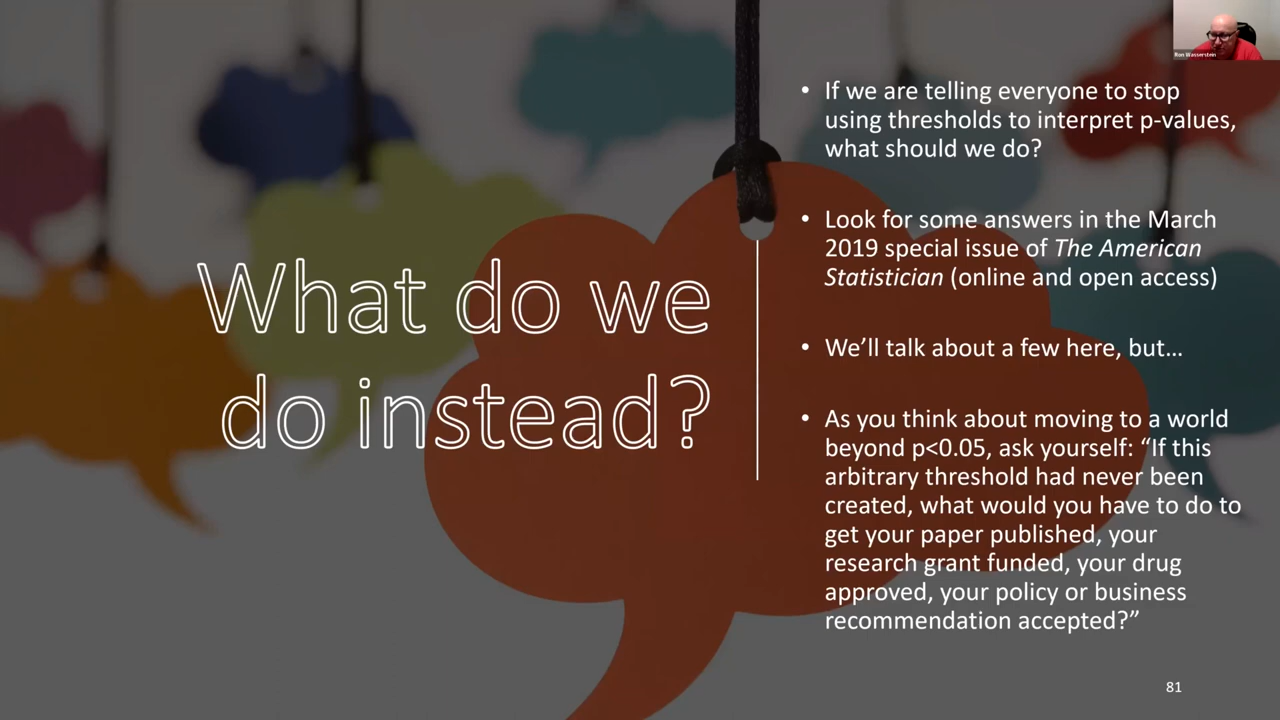 Ron Wasserstein
What do we
do instead?
• If we are telling everyone to stop
using thresholds to interpret p-values,
what should we do?
• Look for some answers in the March
2019 special issue of The American
Statistician (online and open access)
• We’ll talk about a few here, but…
• As you think about moving to a world
beyond p<0.05, ask yourself: “If this
arbitrary threshold had never been
created, what would you have to do to
get your paper published, your
research grant funded, your drug
approved, your policy or business
recommendation accepted?”
81